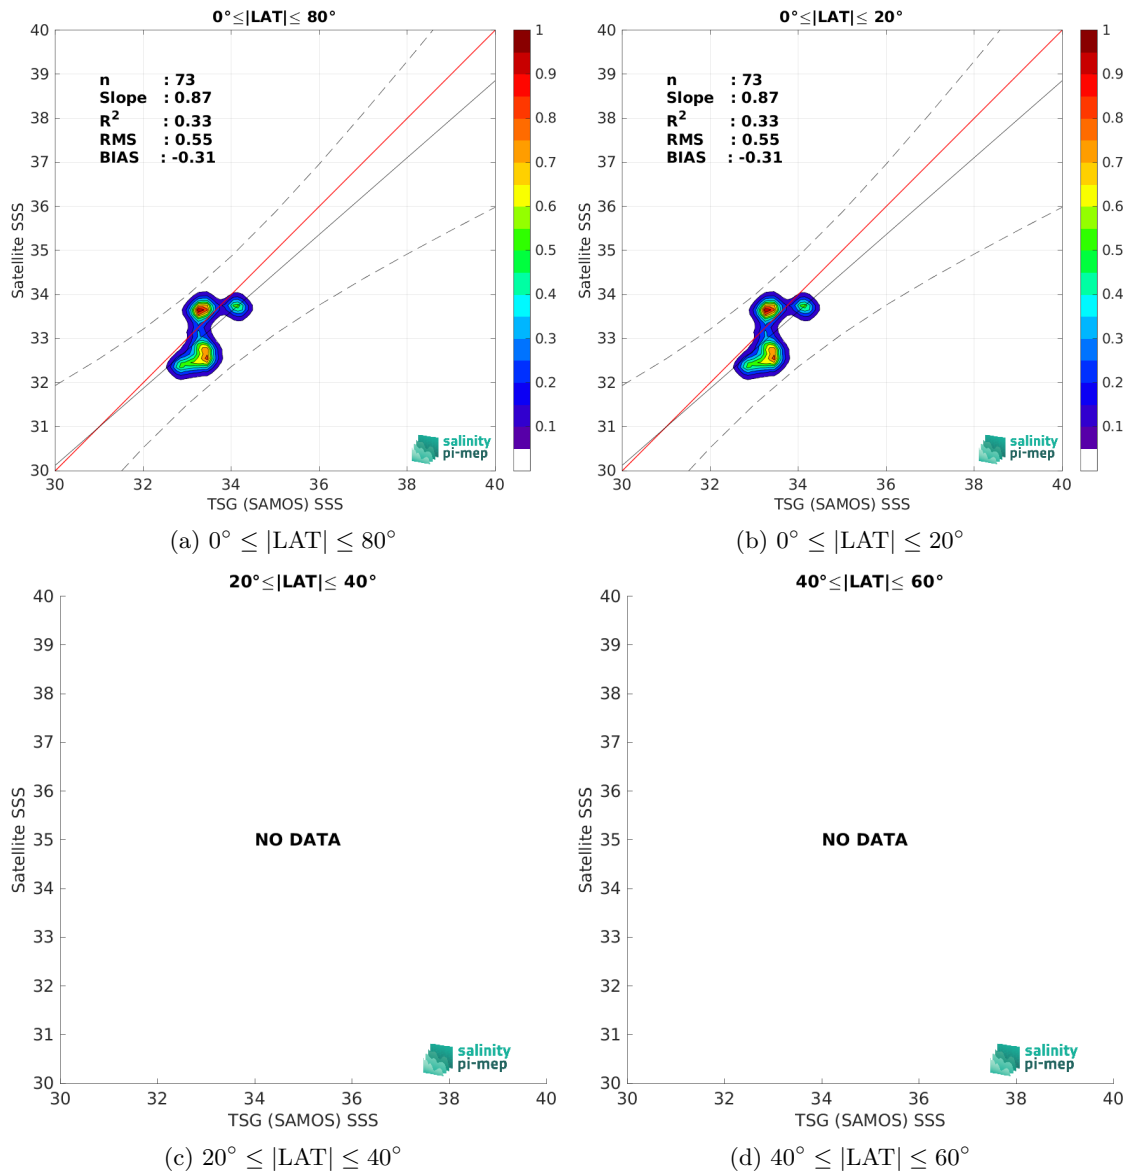 0°≤|LAT|≤ 80°
40
39
38
37
36
35
34
33
32
31
30
Satellite SSS
n : 73
Slope : 0.87
R2 : 0.33
RMS : 0.55
BIAS : -0.31
salinity
pi-mep
30 32 34 36 38 40
TSG (SAMOS) SSS
1
0.9
0.8
0.7
0.6
0.5
0.4
0.3
0.2
0.1
(a) 0° ≤ |LAT| ≤ 80°
0°≤|LAT|≤ 20°
40
39
38
37
36
35
34
33
32
31
30
Satellite SSS
n : 73
Slope : 0.87
R2 : 0.33
RMS : 0.55
BIAS : -0.31
salinity
pi-mep
30 32 34 36 38 40
TSG (SAMOS) SSS
1
0.9
0.8
0.7
0.6
0.5
0.4
0.3
0.2
0.1
(b) 0° ≤ |LAT| ≤ 20°
20°≤|LAT|≤ 40°
40
39
38
37
36
35
34
33
32
31
30
Satellite SSS
NO DATA
salinity
pi-mep
30 32 34 36 38 40
TSG (SAMOS) SSS
(c) 20° ≤ |LAT| ≤ 40°
40°≤|LAT|≤ 60°
40
39
38
37
36
35
34
33
32
31
30
Satellite SSS
NO DATA
salinity
pi-mep
30 32 34 36 38 40
TSG (SAMOS) SSS
(d) 40° ≤ |LAT| ≤ 60°